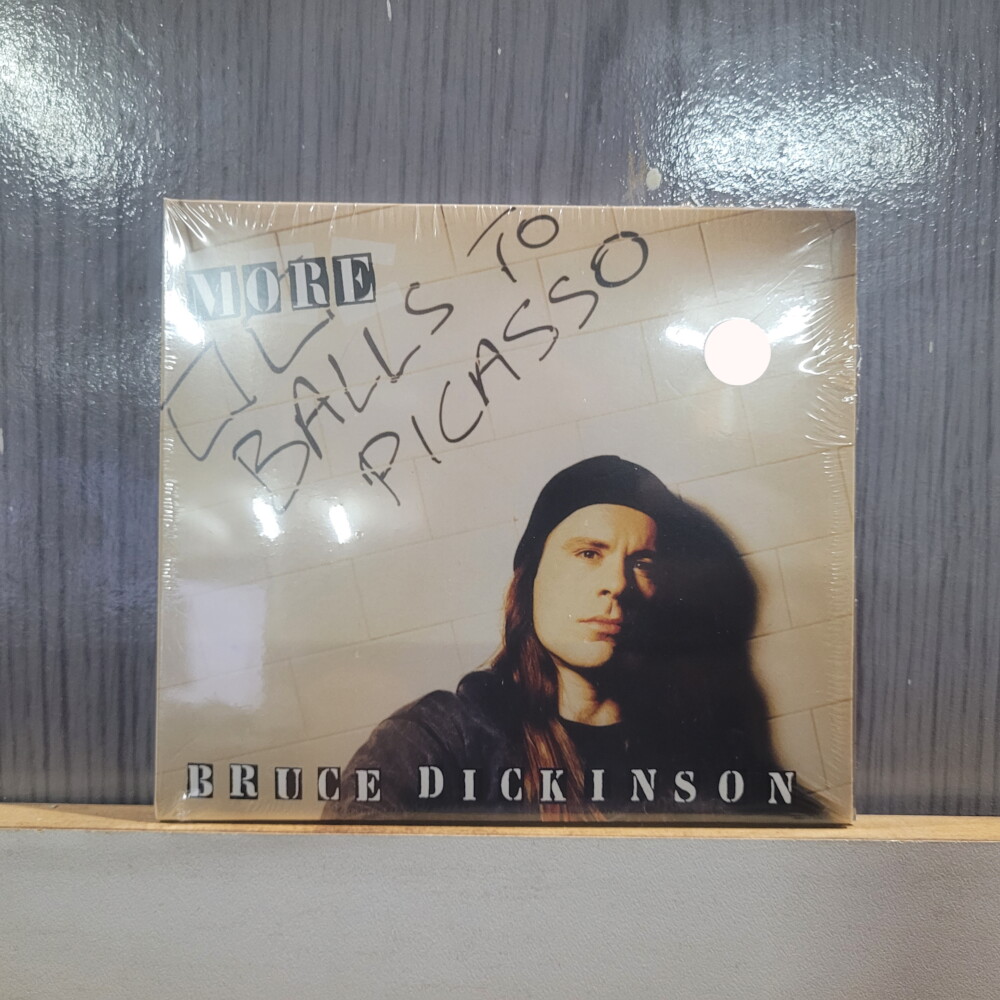 MORE
BALLS TO
PICASSO
BRUCE DICKINSON